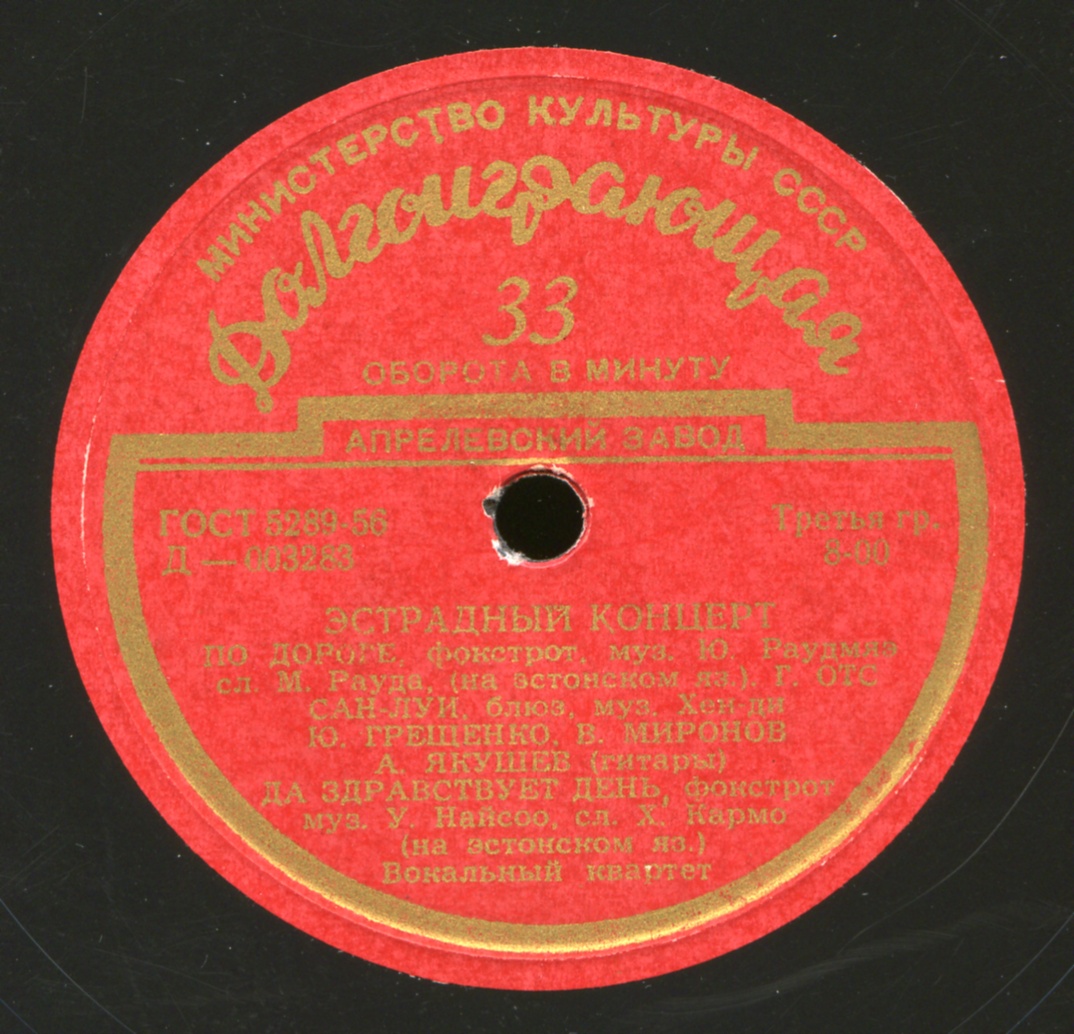 МИНИСТЕРСТВО КУЛЬТУРЫ СССР
Долгоиграющая
33
ОБОРОТА В МИНУТУ
АПРЕЛЕВСКИЙ ЗАВОД
ГОСТ 5289-56
Д — 003283
Третья гр.
8-00
ЭСТРАДНЫЙ КОНЦЕРТ
ПО ДОРОГЕ, фокстрот, муз. Ю. Раудмяэ
сл. М. Рауда, (на эстонском яз.). Г. ОТС
САН-ЛУИ, блюз, муз. Хен-ди
Ю. ГРЕЩЕНКО, В. МИРОНОВ
А. ЯКУШЕВ (гитары)
ДА ЗДРАВСТВУЕТ ДЕНЬ, фокстрот
муз. У. Найсоо, сл. Х. Кармо
(на эстонском яз.)
Вокальный квартет